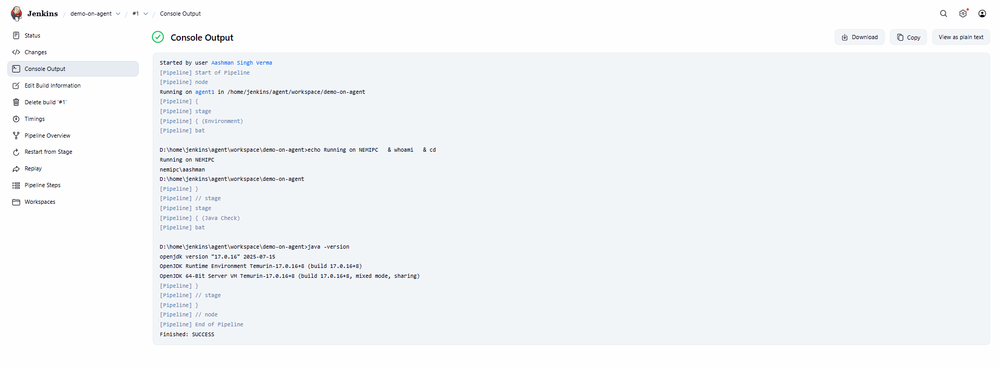 Jenkins / demo-on-agent / #1 / Console Output
Status
Changes
Console Output
Edit Build Information
Delete build ‘#1’
Timings
Pipeline Overview
Restart from Stage
Replay
Pipeline Steps
Workspaces
Console Output
Download
Copy
View as plain text
Started by user Aashman Singh Verma
[Pipeline] Start of Pipeline
[Pipeline] node
Running on agent1 in /home/jenkins/agent/workspace/demo-on-agent
[Pipeline] {
[Pipeline] stage
[Pipeline] { (Environment)
[Pipeline] bat
D:\home\jenkins\agent\workspace\demo-on-agent>echo Running on NEMIPC   & whoami   & cd
Running on NEMIPC
nemipc\aashman
D:\home\jenkins\agent\workspace\demo-on-agent
[Pipeline] }
[Pipeline] // stage
[Pipeline] stage
[Pipeline] { (Java Check)
[Pipeline] bat
D:\home\jenkins\agent\workspace\demo-on-agent>java -version
openjdk version "17.0.16" 2025-07-15
OpenJDK Runtime Environment Temurin-17.0.16+8 (build 17.0.16+8)
OpenJDK 64-Bit Server VM Temurin-17.0.16+8 (build 17.0.16+8, mixed mode, sharing)
[Pipeline] }
[Pipeline] // stage
[Pipeline] }
[Pipeline] // node
[Pipeline] End of Pipeline
Finished: SUCCESS